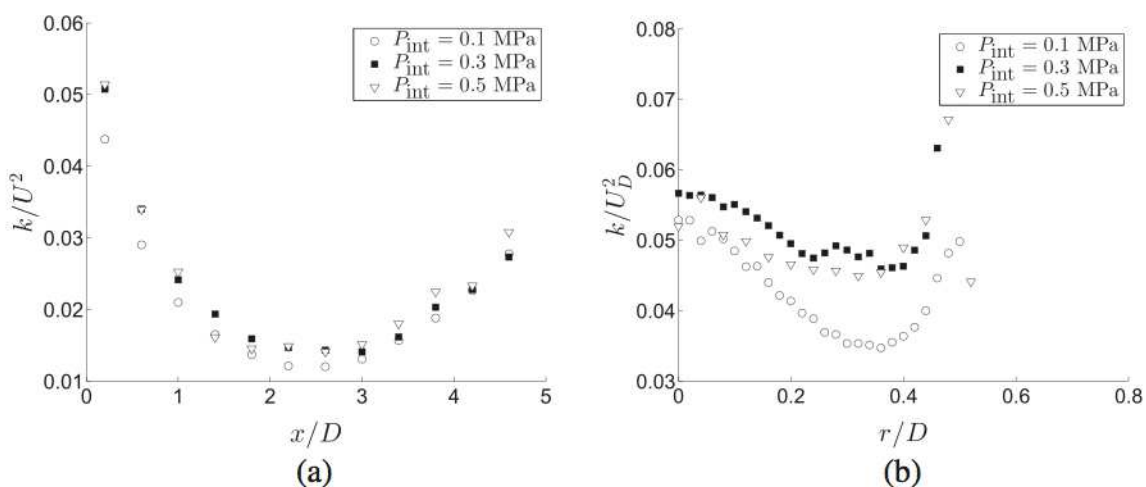 0.06
0.05
0.04
0.03
0.02
0.01
0
1
2
3
4
5
k/U²
x/D
P_int = 0.1 MPa
P_int = 0.3 MPa
P_int = 0.5 MPa
(a)
0.08
0.07
0.06
0.05
0.04
0.03
0
0.2
0.4
0.6
0.8
k/U_D²
r/D
P_int = 0.1 MPa
P_int = 0.3 MPa
P_int = 0.5 MPa
(b)